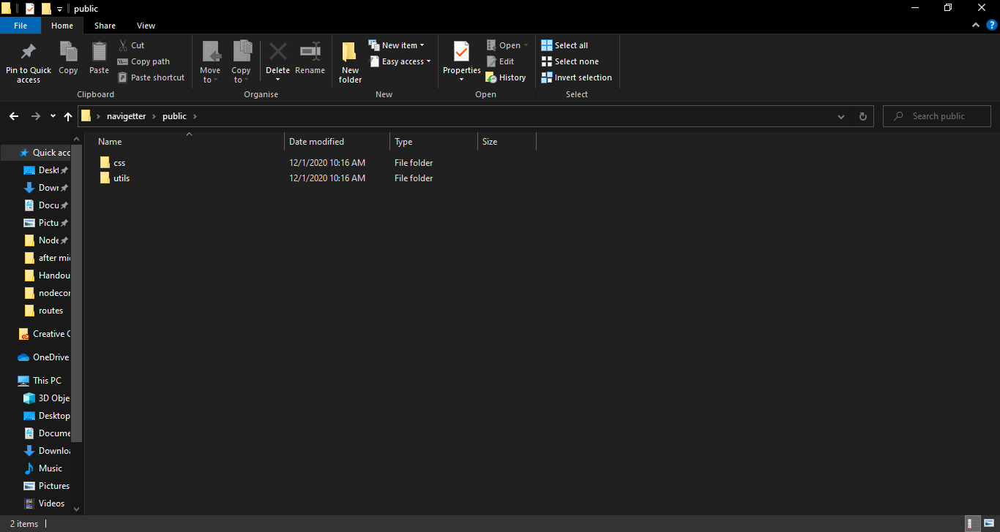 public
File Home Share View
Pin to Quick access
Copy
Paste
Cut
Copy path
Paste shortcut
Clipboard
Move to
Copy to
Delete
Rename
Organise
New folder
New item
Easy access
New
Properties
Open
Edit
History
Open
Select all
Select none
Invert selection
Select
navigetter public
Search public
Name Date modified Type Size
css 12/1/2020 10:16 AM File folder
utils 12/1/2020 10:16 AM File folder
Quick acc
Deskt
Dowr
Docu
Pictu
Node
after mi
Handou
nodecor
routes
Creative C
OneDrive
This PC
3D Obje
Desktop
Docume
Downloa
Music
Pictures
Videos
2 items